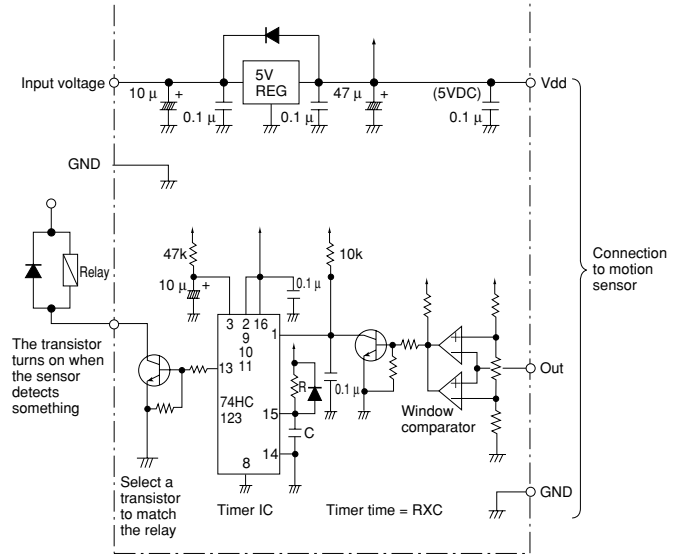 Input voltage
10 μ
+
0.1 μ
5V
REG
0.1 μ
47 μ
+
(5VDC)
0.1 μ
Vdd
GND
Relay
47k
10 μ
+
0.1 μ
10k
3
2
16
9
10
11
1
13
74HC
123
15
14
8
R
C
0.1 μ
+
−
+
−
Window
comparator
Out
Connection
to motion
sensor
The transistor
turns on when
the sensor
detects
something
Select a
transistor
to match
the relay
Timer IC
Timer time = RXC
GND